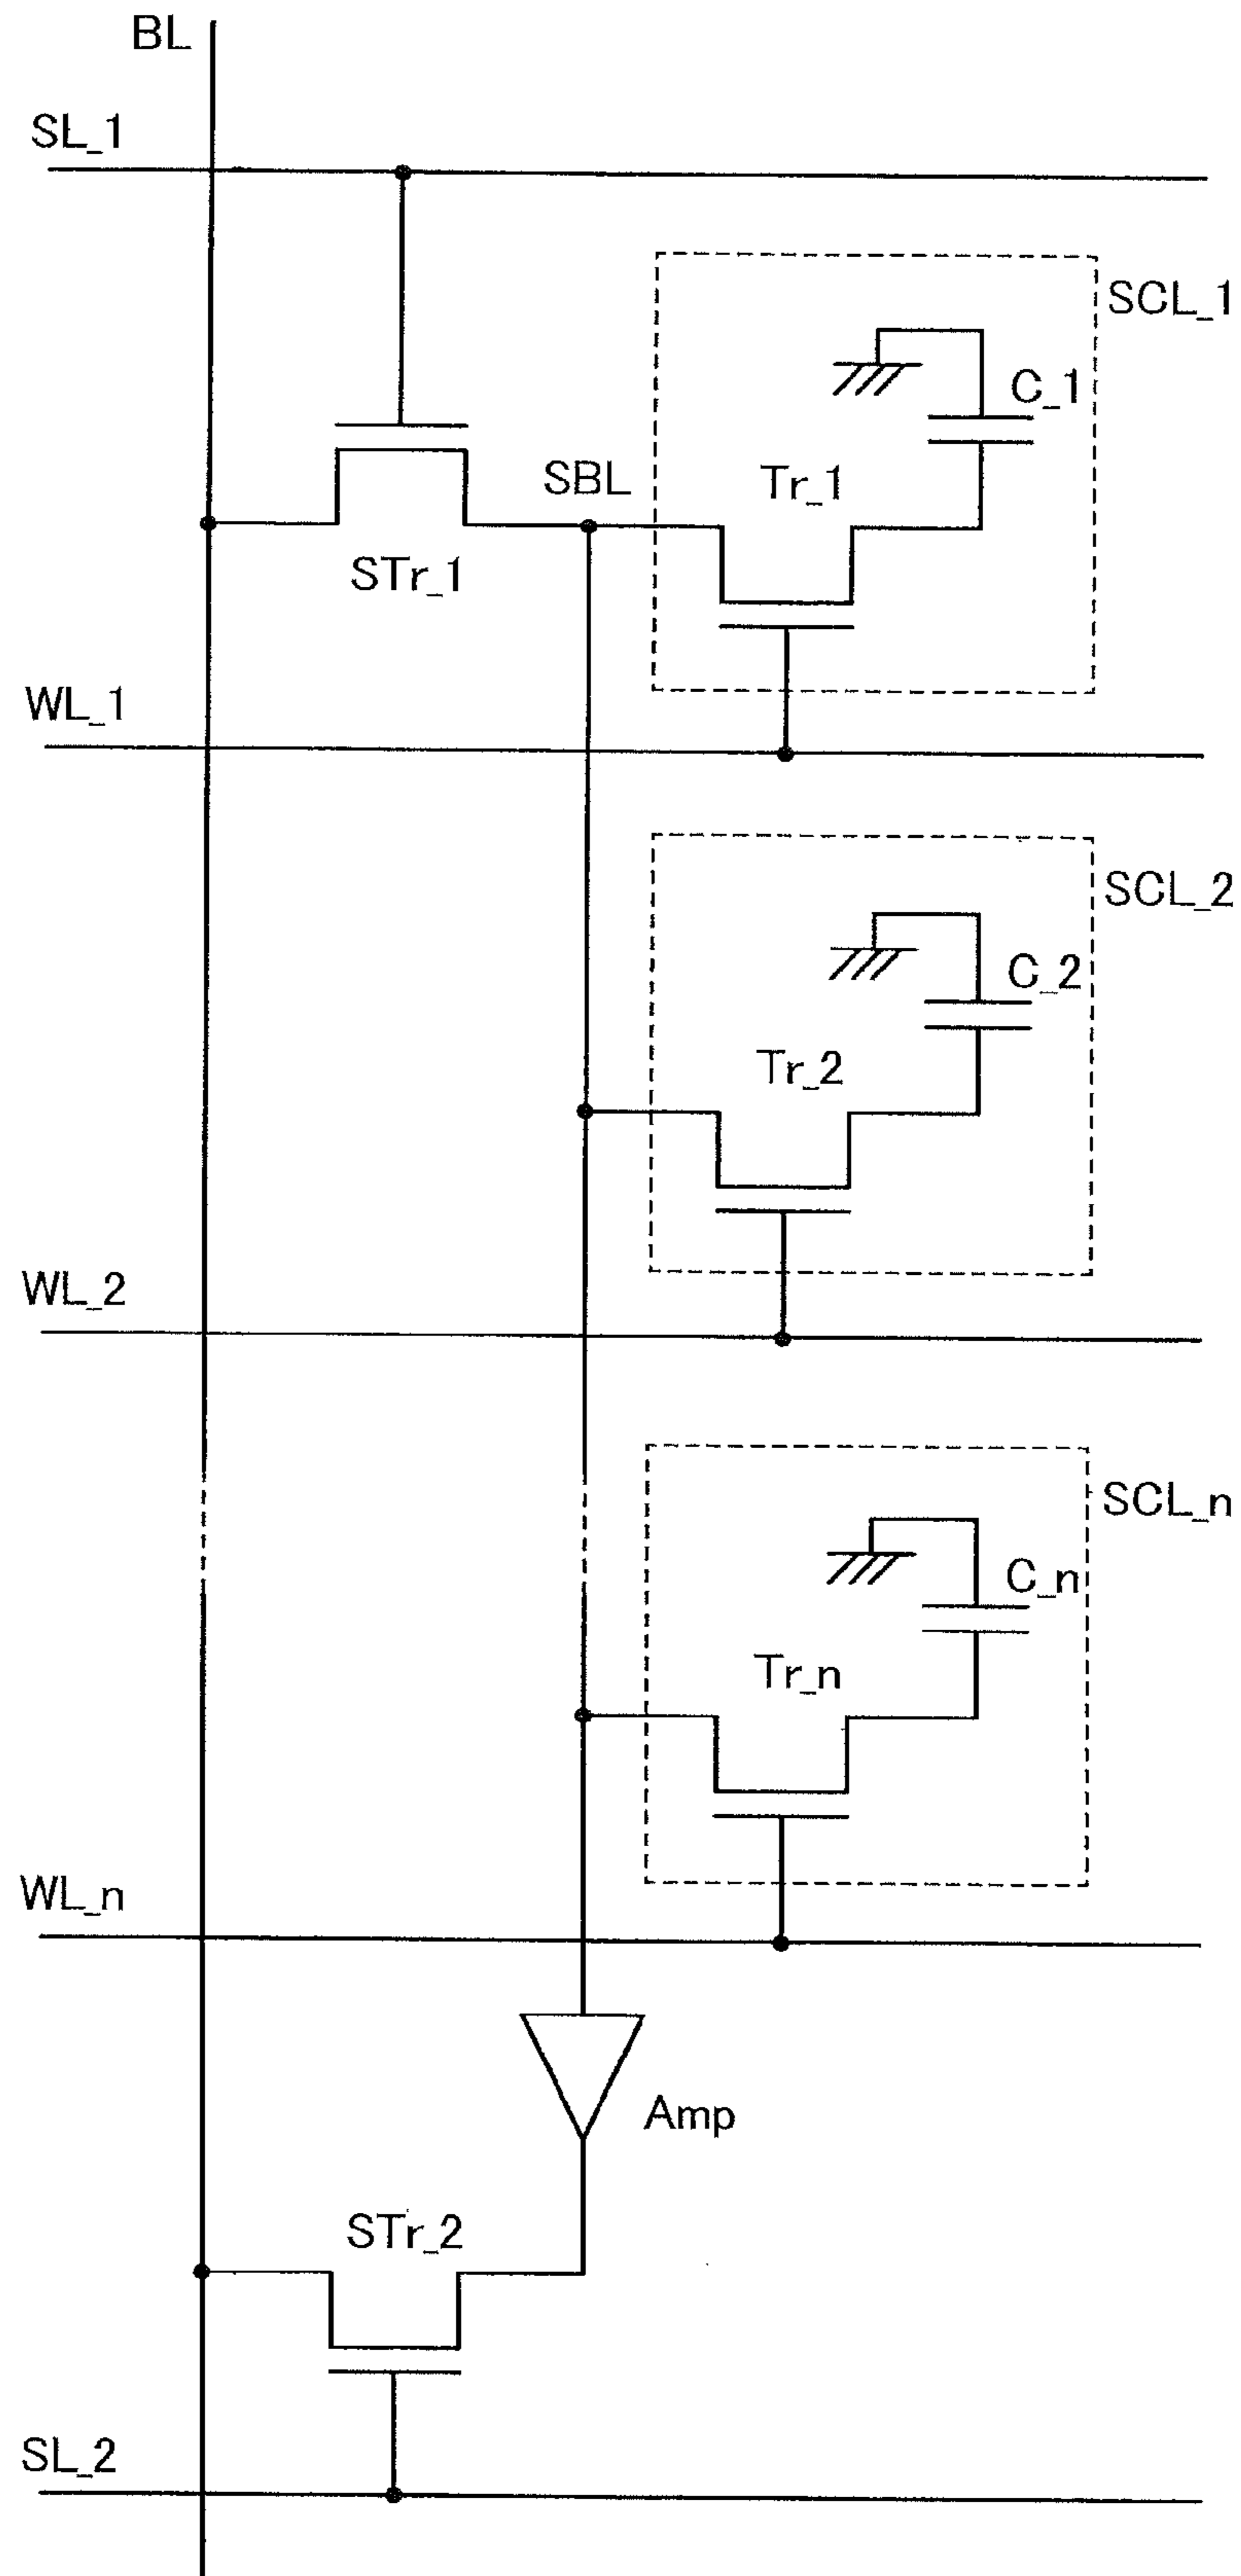 BL
SL_1
SCL_1
C_1
Tr_1
SBL
STr_1
WL_1
SCL_2
C_2
Tr_2
WL_2
SCL_n
C_n
Tr_n
WL_n
Amp
STr_2
SL_2